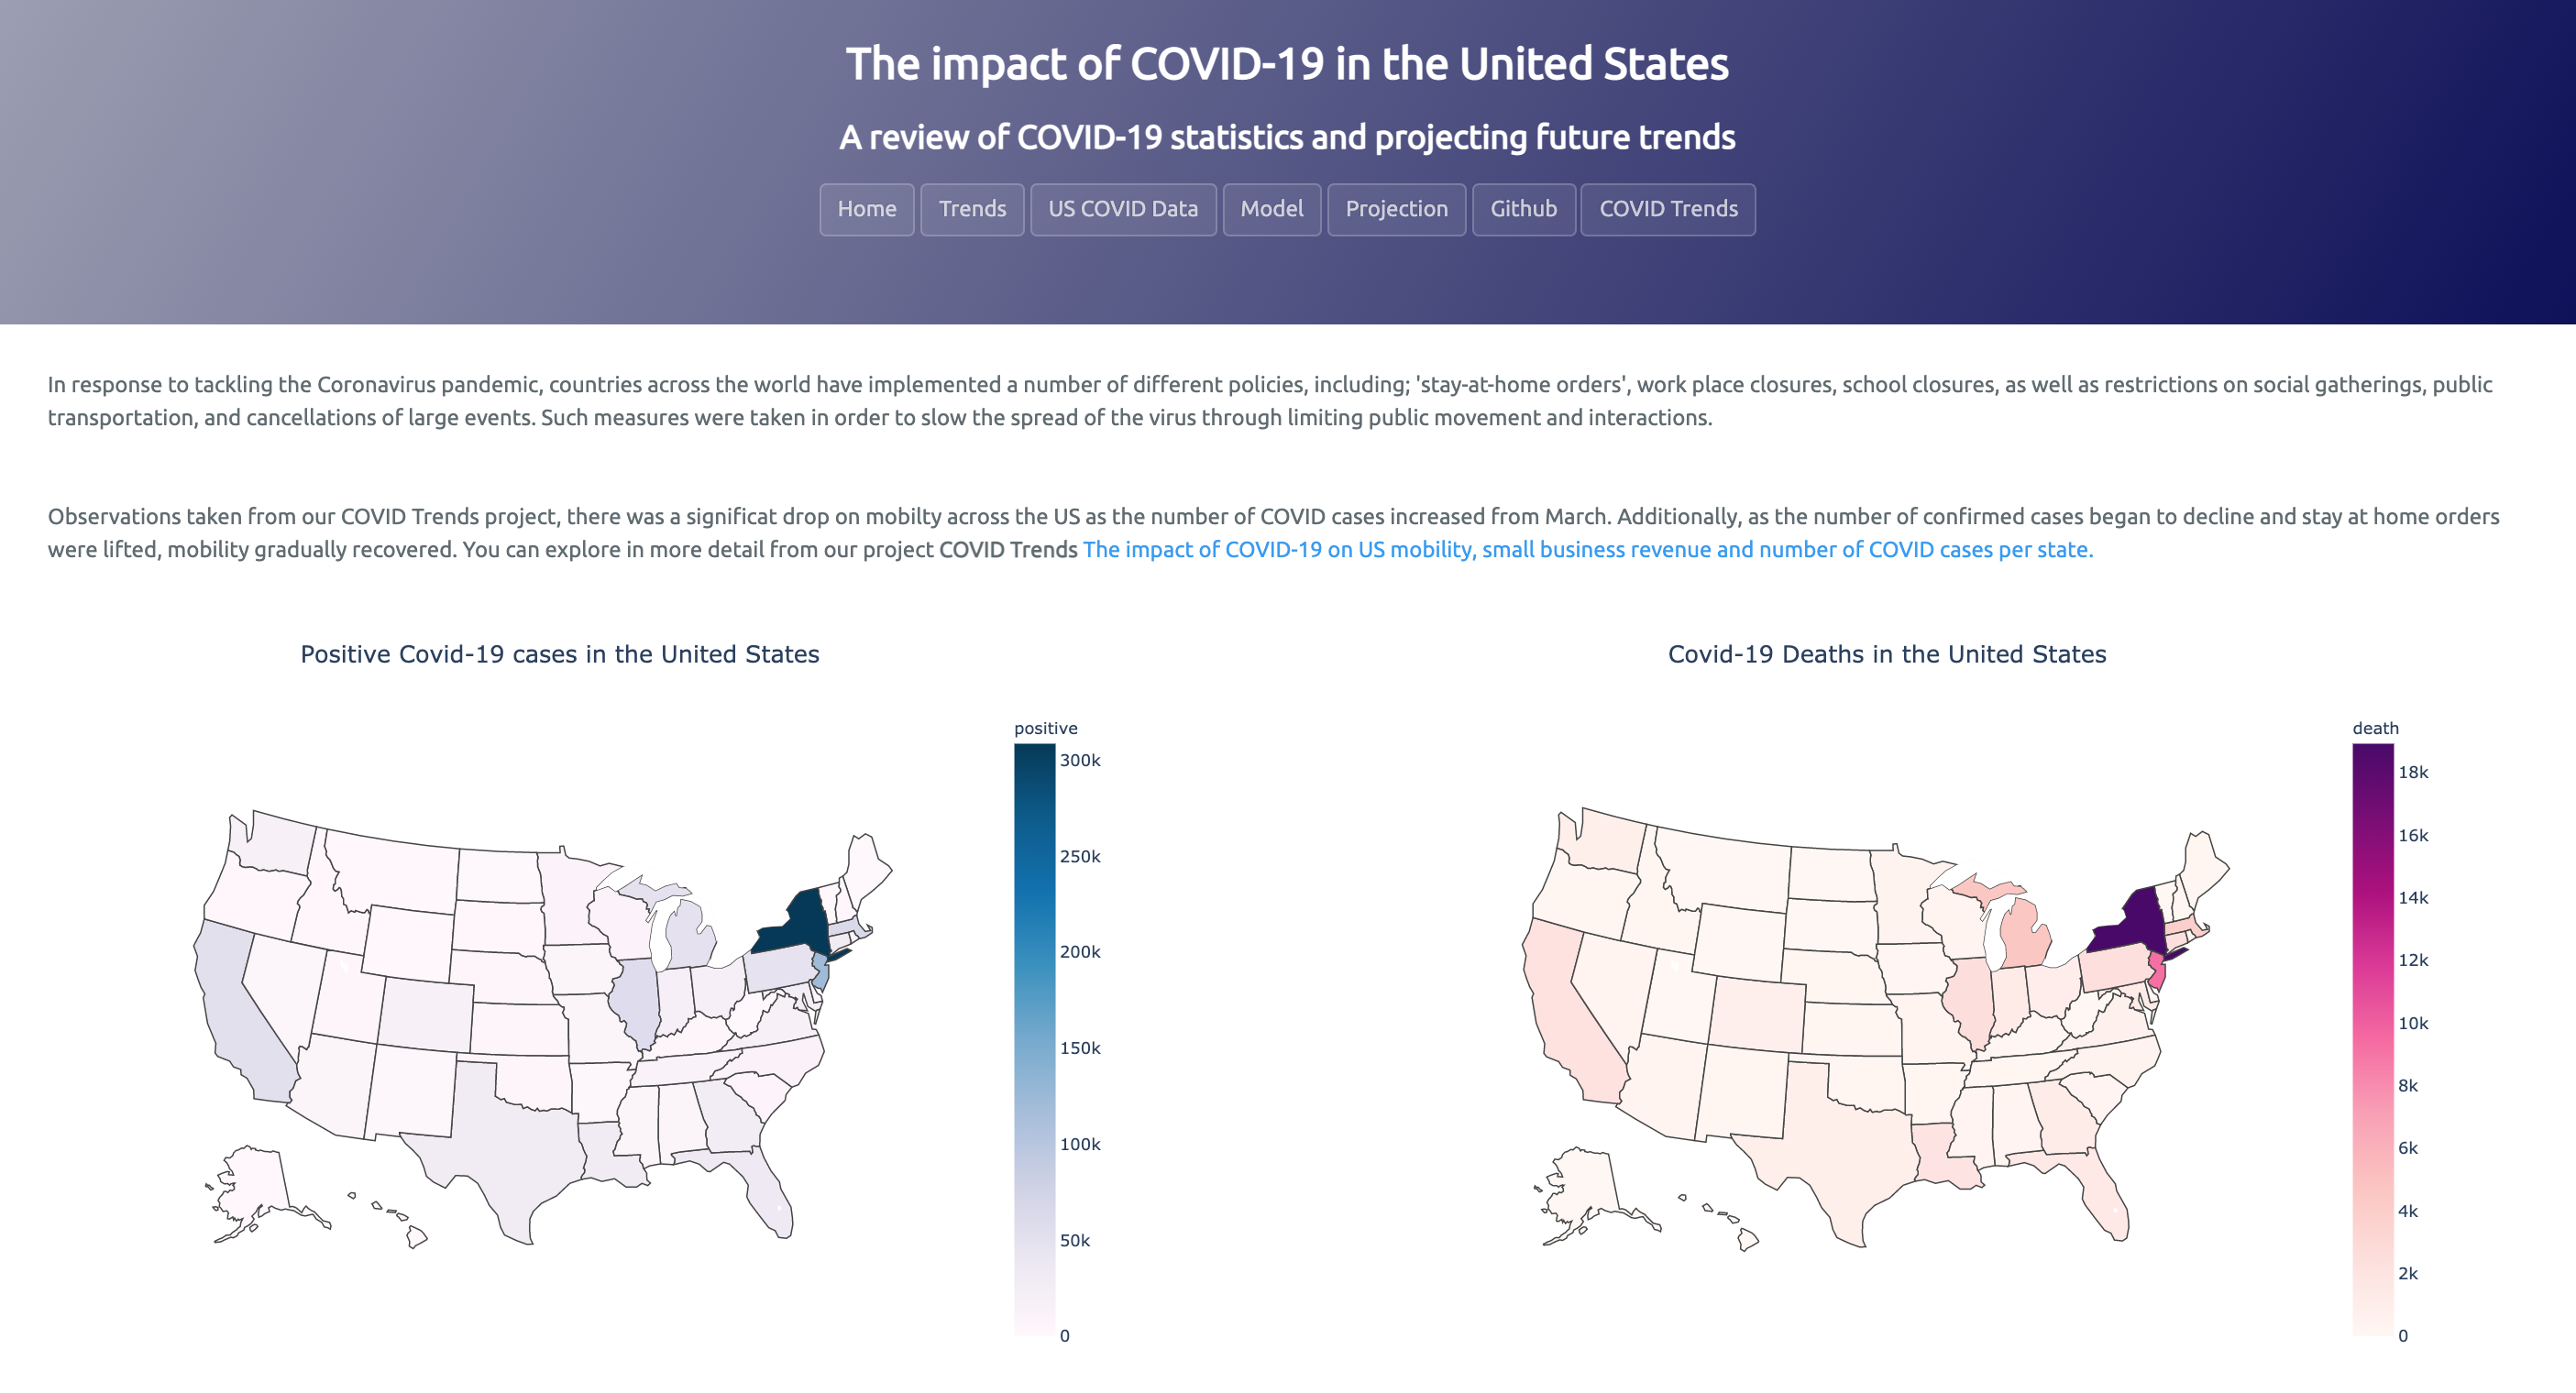 The impact of COVID-19 in the United States
A review of COVID-19 statistics and projecting future trends
Home Trends US COVID Data Model Projection Github COVID Trends
In response to tackling the Coronavirus pandemic, countries across the world have implemented a number of different policies, including; 'stay-at-home orders', work place closures, school closures, as well as restrictions on social gatherings, public
transportation, and cancellations of large events. Such measures were taken in order to slow the spread of the virus through limiting public movement and interactions.
Observations taken from our COVID Trends project, there was a significat drop on mobilty across the US as the number of COVID cases increased from March. Additionally, as the number of confirmed cases began to decline and stay at home orders
were lifted, mobility gradually recovered. You can explore in more detail from our project COVID Trends The impact of COVID-19 on US mobility, small business revenue and number of COVID cases per state.
Positive Covid-19 cases in the United States
positive
300k
250k
200k
150k
100k
50k
0
Covid-19 Deaths in the United States
death
18k
16k
14k
12k
10k
8k
6k
4k
2k
0